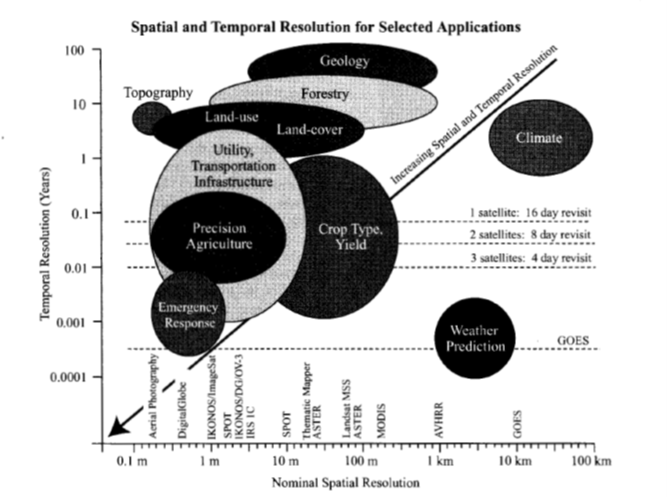 Spatial and Temporal Resolution for Selected Applications
Temporal Resolution (Years)
100
10
1
0.1
0.01
0.001
0.0001
Geology
Topography
Forestry
Land-use
Land-cover
Utility,
Transportation
Infrastructure
Precision
Agriculture
Crop Type,
Yield
Emergency
Response
Climate
Weather
Prediction
Increasing Spatial and Temporal Resolution
1 satellite: 16 day revisit
2 satellites: 8 day revisit
3 satellites: 4 day revisit
GOES
Aerial Photography
DigitalGlobe
IKONOS/ImageSat
SPOT
IKONOS/DG/OV-3
IRS 1C
SPOT
Thematic Mapper
ASTER
Landsat MSS
ASTER
MODIS
AVHRR
GOES
0.1 m
1 m
10 m
100 m
1 km
10 km
100 km
Nominal Spatial Resolution